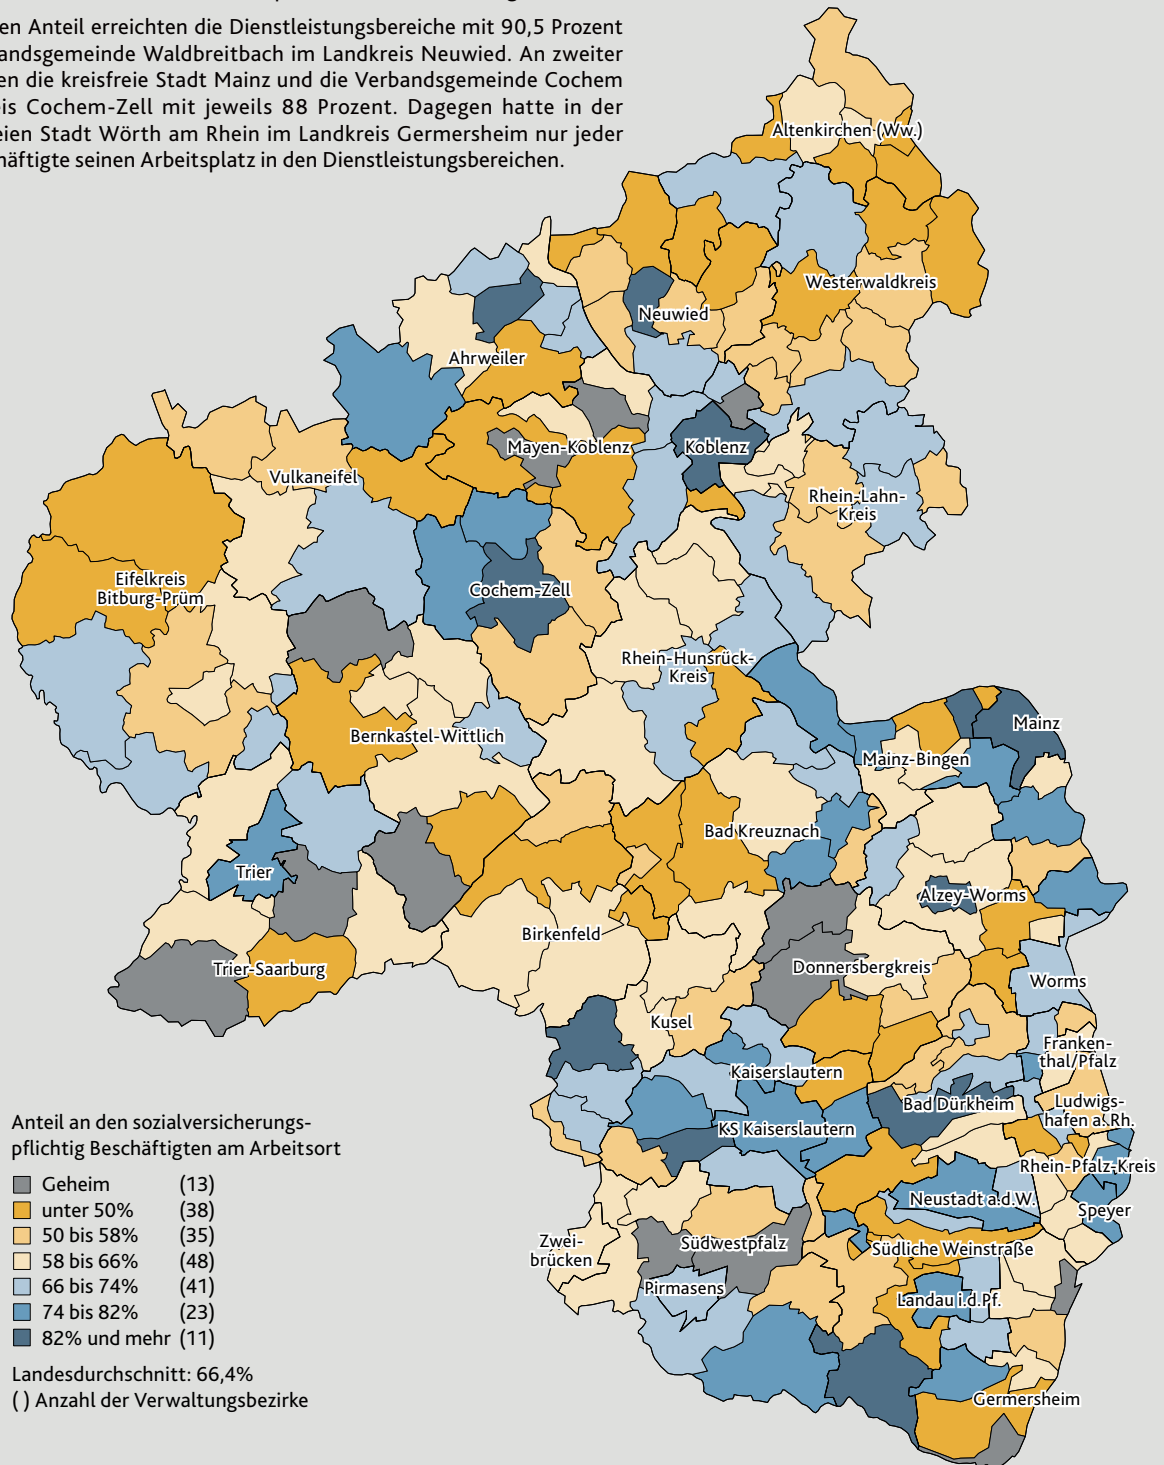 en Anteil erreichten die Dienstleistungsbereiche mit 90,5 Prozent
andsgemeinde Waldbreitbach im Landkreis Neuwied. An zweiter
en die kreisfreie Stadt Mainz und die Verbandsgemeinde Cochem
is Cochem-Zell mit jeweils 88 Prozent. Dagegen hatte in der
eien Stadt Wörth am Rhein im Landkreis Germersheim nur jeder
häftigte seinen Arbeitsplatz in den Dienstleistungsbereichen.
Altenkirchen (Ww.)
Westerwaldkreis
Neuwied
Ahrweiler
Mayen-Koblenz
Koblenz
Vulkaneifel
Rhein-Lahn-
Kreis
Eifelkreis
Bitburg-Prüm
Cochem-Zell
Rhein-Hunsrück-
Kreis
Mainz
Bernkastel-Wittlich
Mainz-Bingen
Bad Kreuznach
Trier
Alzey-Worms
Birkenfeld
Trier-Saarburg
Donnersbergkreis
Worms
Kusel
Franken-
thal/Pfalz
Kaiserslautern
Bad Dürkheim
Ludwigs-
hafen a.Rh.
KS Kaiserslautern
Rhein-Pfalz-Kreis
Neustadt a.d.W.
Speyer
Zwei-
brücken
Südwestpfalz
Südliche Weinstraße
Pirmasens
Landau i.d.Pf.
Germersheim
Anteil an den sozialversicherungs-
pflichtig Beschäftigten am Arbeitsort
Geheim (13)
unter 50% (38)
50 bis 58% (35)
58 bis 66% (48)
66 bis 74% (41)
74 bis 82% (23)
82% und mehr (11)
Landesdurchschnitt: 66,4%
( ) Anzahl der Verwaltungsbezirke